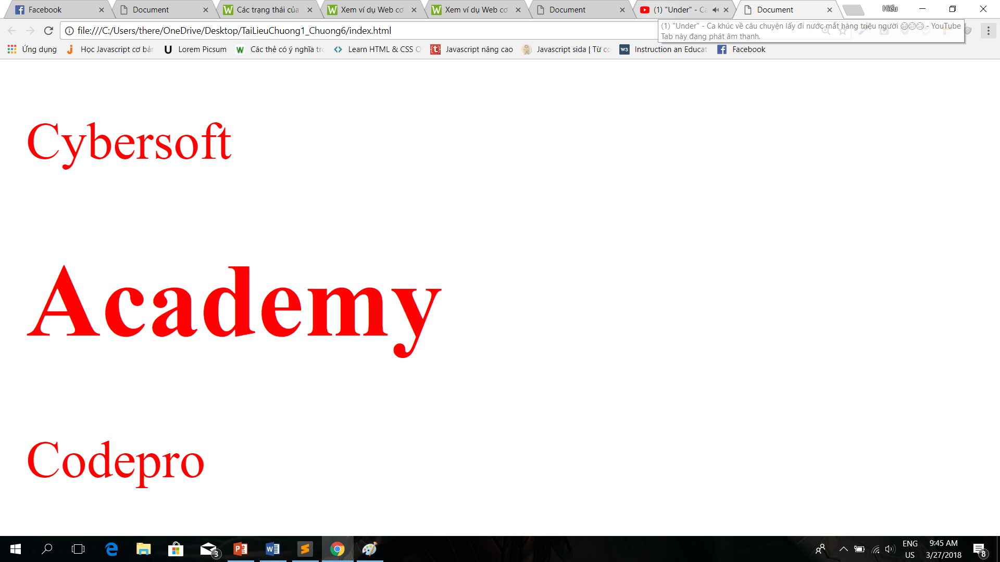 Facebook
Document
Các trạng thái của
Xem ví dụ Web cơ
Xem ví dụ Web cơ
Document
(1) "Under" - Ca
Document
Hiếu
file:///C:/Users/there/OneDrive/Desktop/TaiLieuChuong1_Chuong6/index.html
(1) "Under" - Ca khúc về câu chuyện lấy đi nước mắt hàng triệu người 😢😢😢 - YouTube
Tab này đang phát âm thanh.
Ứng dụng
Học Javascript cơ bản
Lorem Picsum
Các thẻ có ý nghĩa trc
Learn HTML & CSS O
Javascript nâng cao
Javascript sida | Từ cơ
Instruction an Educat
Facebook
Cybersoft
Academy
Codepro
3
ENG
US
9:45 AM
3/27/2018
8